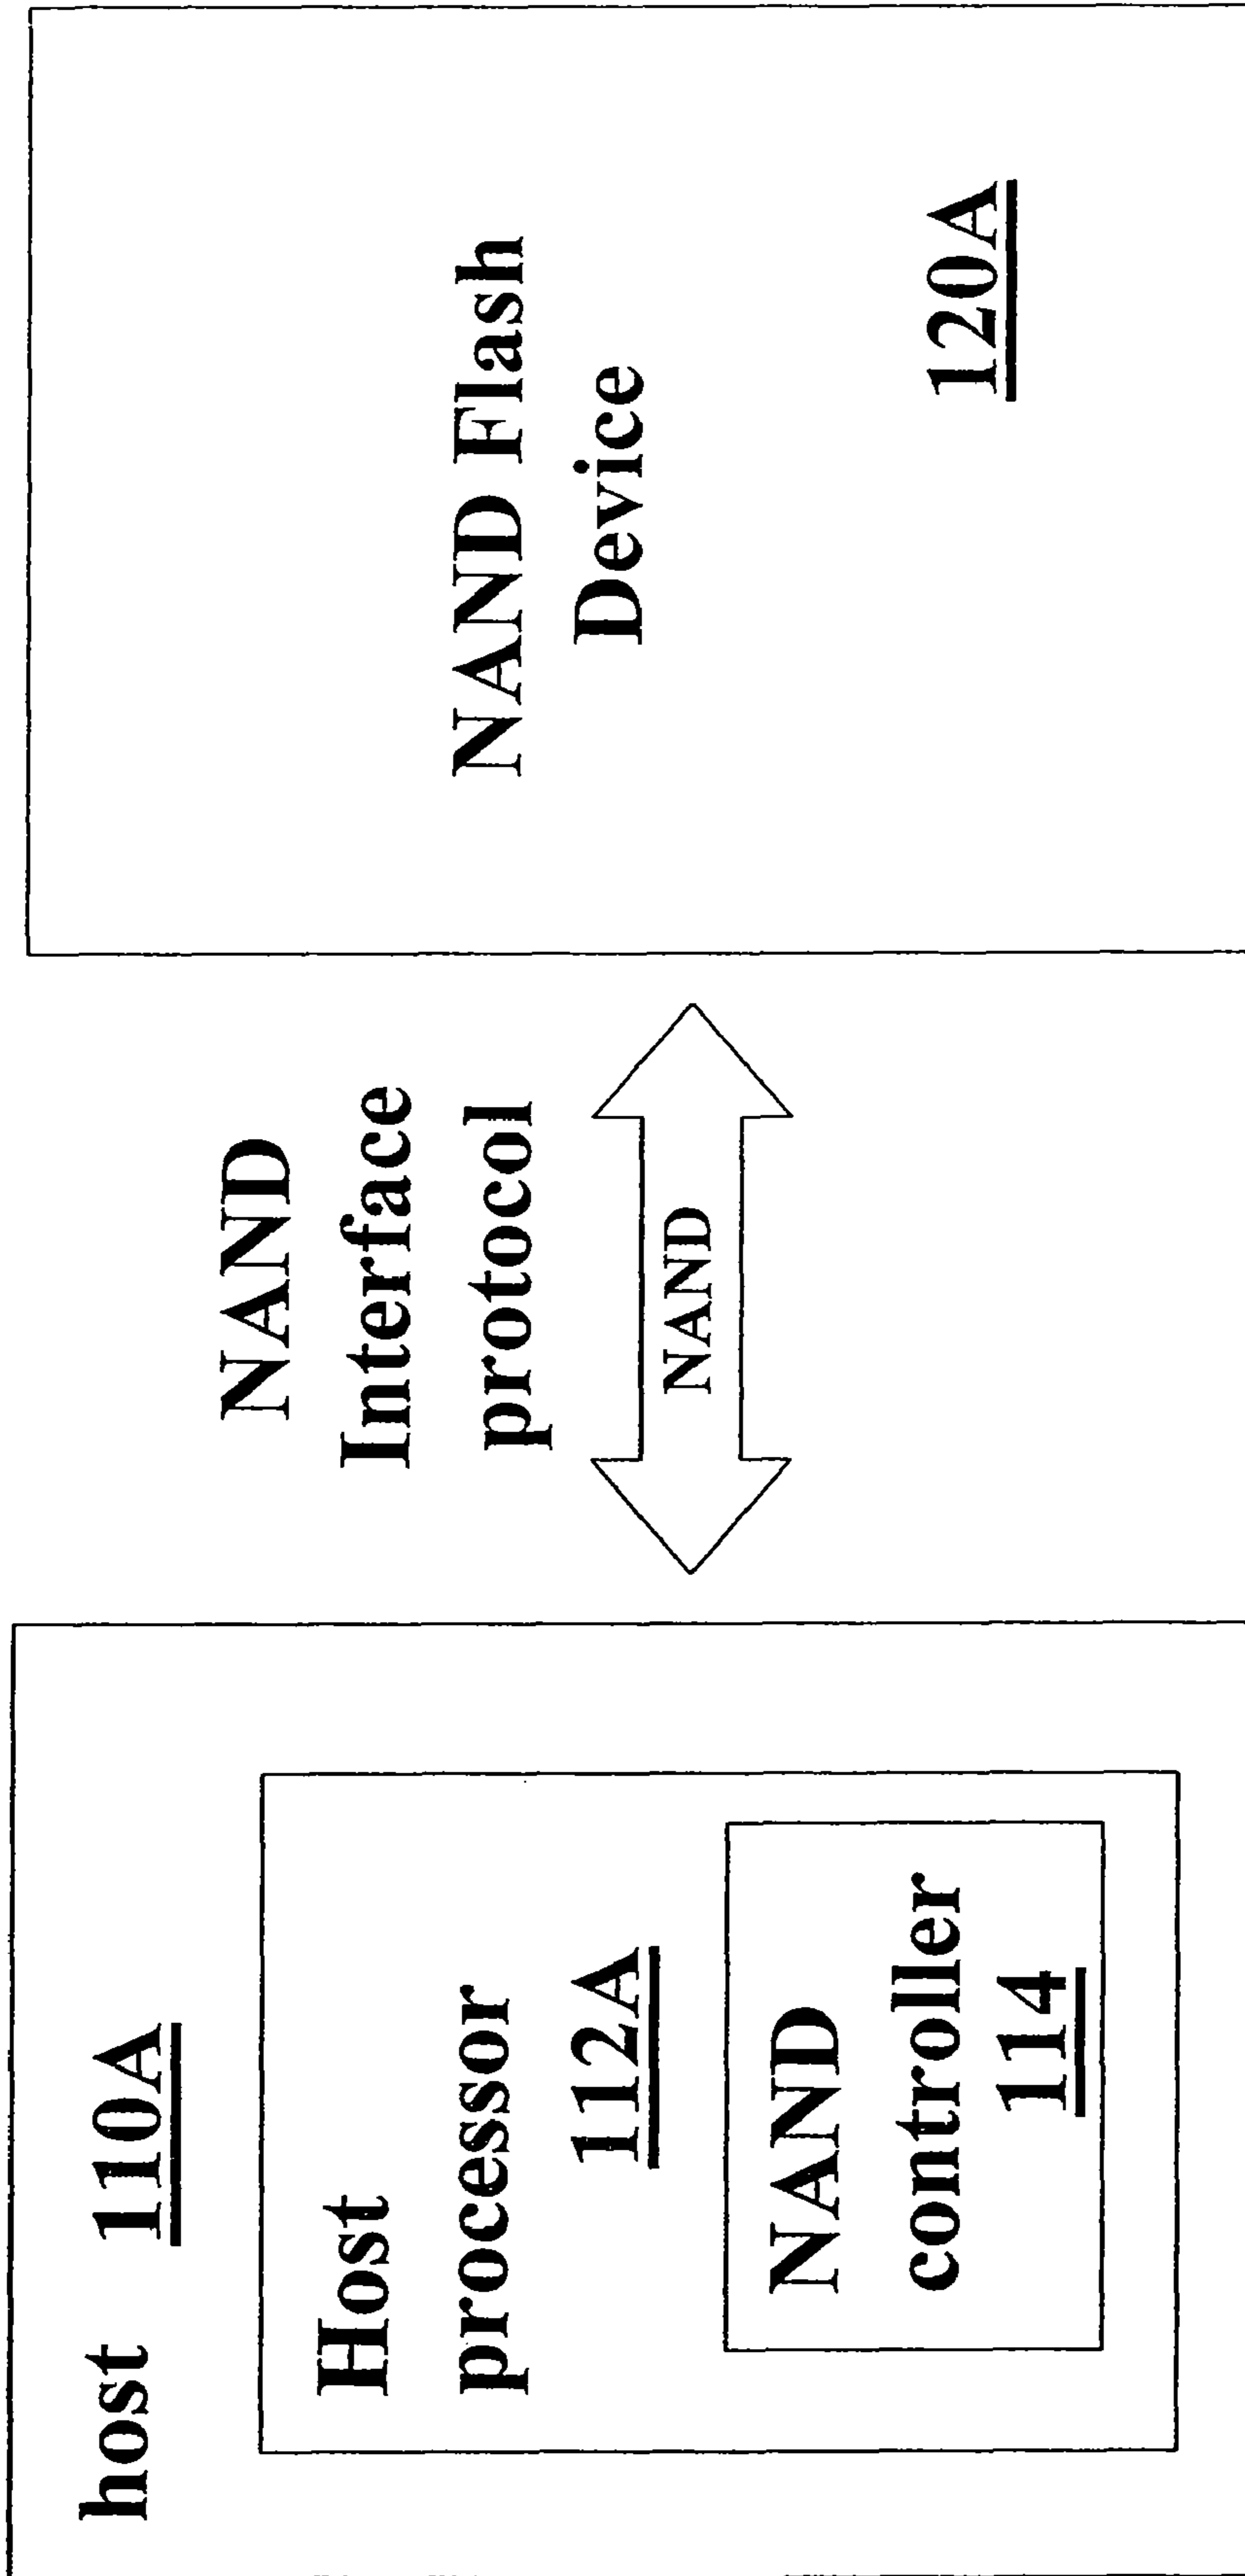 host 110A
Host
processor
112A
NAND
controller
114
NAND
Interface
protocol
NAND
NAND Flash
Device
120A